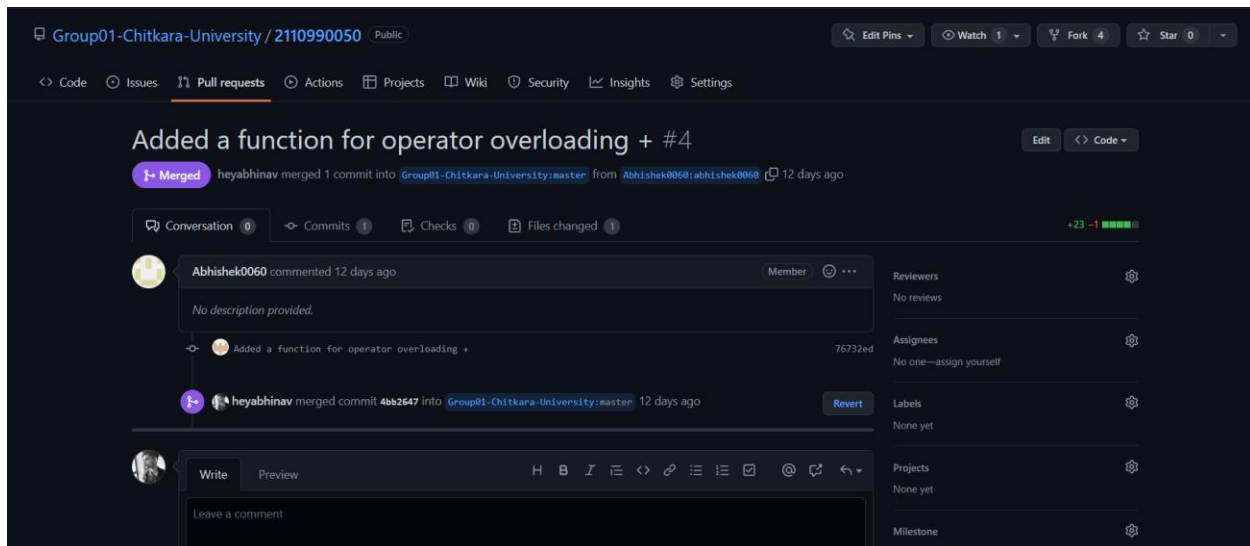 Group01-Chitkara-University / 2110990050 Public Edit Pins Watch 1 Fork 4 Star 0
Code Issues Pull requests Actions Projects Wiki Security Insights Settings
Added a function for operator overloading + #4 Edit <> Code
Merged heyabhinav merged 1 commit into Group01-Chitkara-University:master from Abhishek0060:abhishek0060 12 days ago
Conversation 0 Commits 1 Checks 0 Files changed 1 +23 −1
Abhishek0060 commented 12 days ago Member ...
No description provided.
Added a function for operator overloading + 76732ed
heyabhinav merged commit 4bb2647 into Group01-Chitkara-University:master 12 days ago Revert
Write Preview H B I <> @
Leave a comment
Reviewers
No reviews
Assignees
No one—assign yourself
Labels
None yet
Projects
None yet
Milestone